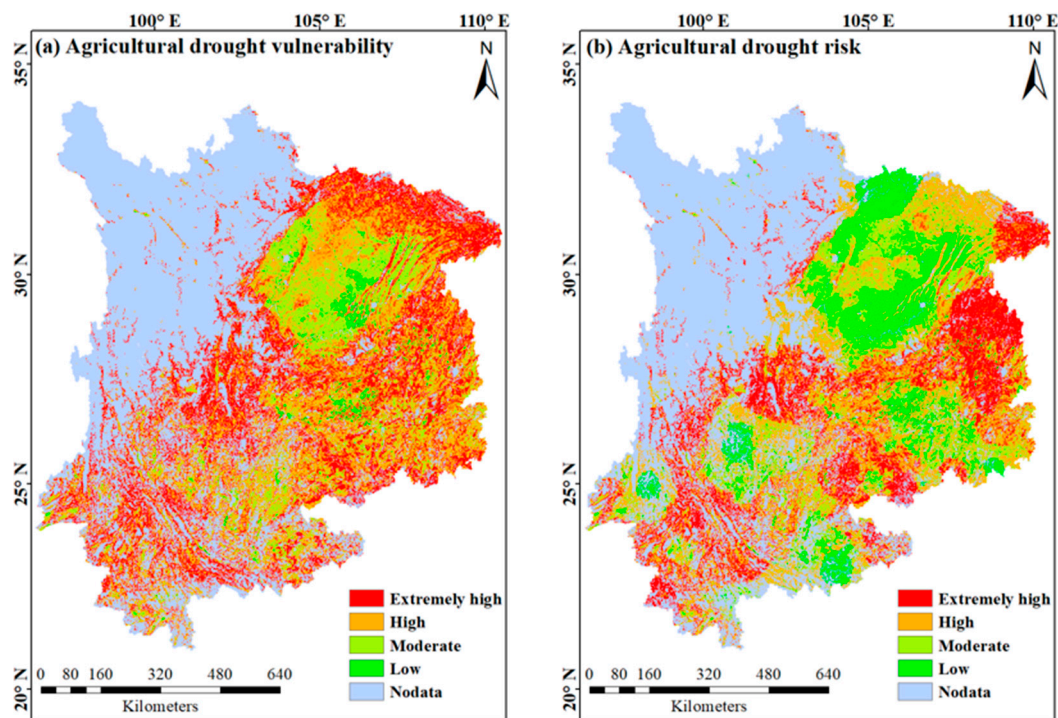 100° E 105° E 110° E
(a) Agricultural drought vulnerability
N
35° N
30° N
25° N
20° N
Extremely high
High
Moderate
Low
Nodata
0 80 160 320 480 640
Kilometers
100° E 105° E 110° E
(b) Agricultural drought risk
N
35° N
30° N
25° N
20° N
Extremely high
High
Moderate
Low
Nodata
0 80 160 320 480 640
Kilometers